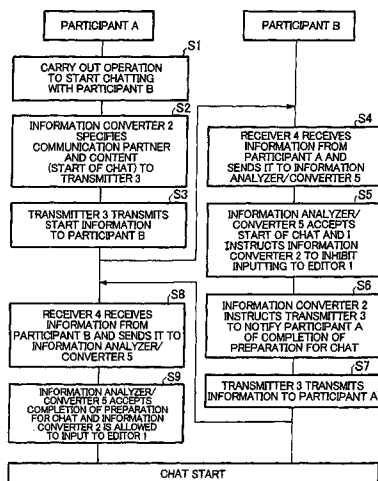 PARTICIPANT A
S1
CARRY OUT OPERATION
TO START CHATTING
WITH PARTICIPANT B
S2
INFORMATION CONVERTER 2
SPECIFIES
COMMUNICATION PARTNER
AND CONTENT
(START OF CHAT) TO
TRANSMITTER 3
S3
TRANSMITTER 3 TRANSMITS
START INFORMATION
TO PARTICIPANT B
PARTICIPANT B
S4
RECEIVER 4 RECEIVES
INFORMATION FROM
PARTICIPANT A AND
SENDS IT TO INFORMATION
ANALYZER/CONVERTER 5
S5
INFORMATION ANALYZER/
CONVERTER 5 ACCEPTS
START OF CHAT AND I
INSTRUCTS INFORMATION
CONVERTER 2 TO INHIBIT
INPUTTING TO EDITOR 1
S6
INFORMATION CONVERTER 2
INSTRUCTS TRANSMITTER 3
TO NOTIFY PARTICIPANT A
OF COMPLETION OF
PREPARATION FOR CHAT
S7
TRANSMITTER 3 TRANSMITS
INFORMATION TO PARTICIPANT A
S8
RECEIVER 4 RECEIVES
INFORMATION FROM
PARTICIPANT B AND SENDS IT TO
INFORMATION ANALYZER/
CONVERTER 5
S9
INFORMATION ANALYZER/
CONVERTER 5 ACCEPTS
COMPLETION OF PREPARATION
FOR CHAT AND INFORMATION
CONVERTER 2 IS ALLOWED
TO INPUT TO EDITOR 1
CHAT START